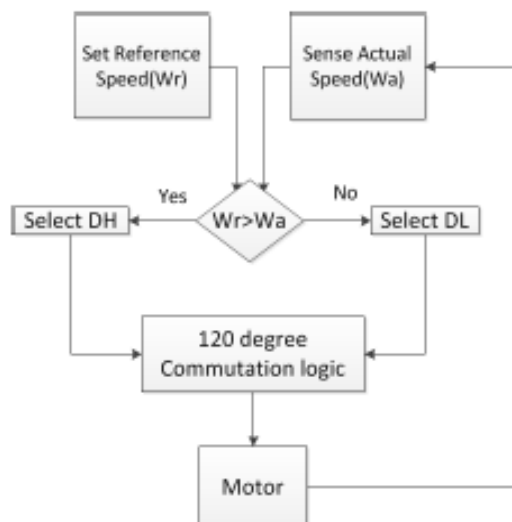 Set Reference
Speed(Wr)
Sense Actual
Speed(Wa)
Yes
No
Select DH
Wr>Wa
Select DL
120 degree
Commutation logic
Motor